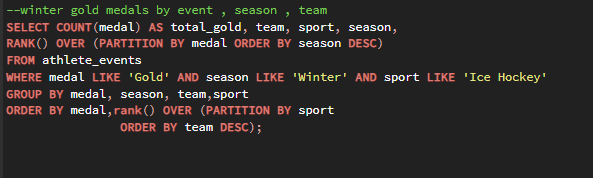 --winter gold medals by event , season , team
SELECT COUNT(medal) AS total_gold, team, sport, season,
RANK() OVER (PARTITION BY medal ORDER BY season DESC)
FROM athlete_events
WHERE medal LIKE 'Gold' AND season LIKE 'Winter' AND sport LIKE 'Ice Hockey'
GROUP BY medal, season, team,sport
ORDER BY medal,rank() OVER (PARTITION BY sport
ORDER BY team DESC);